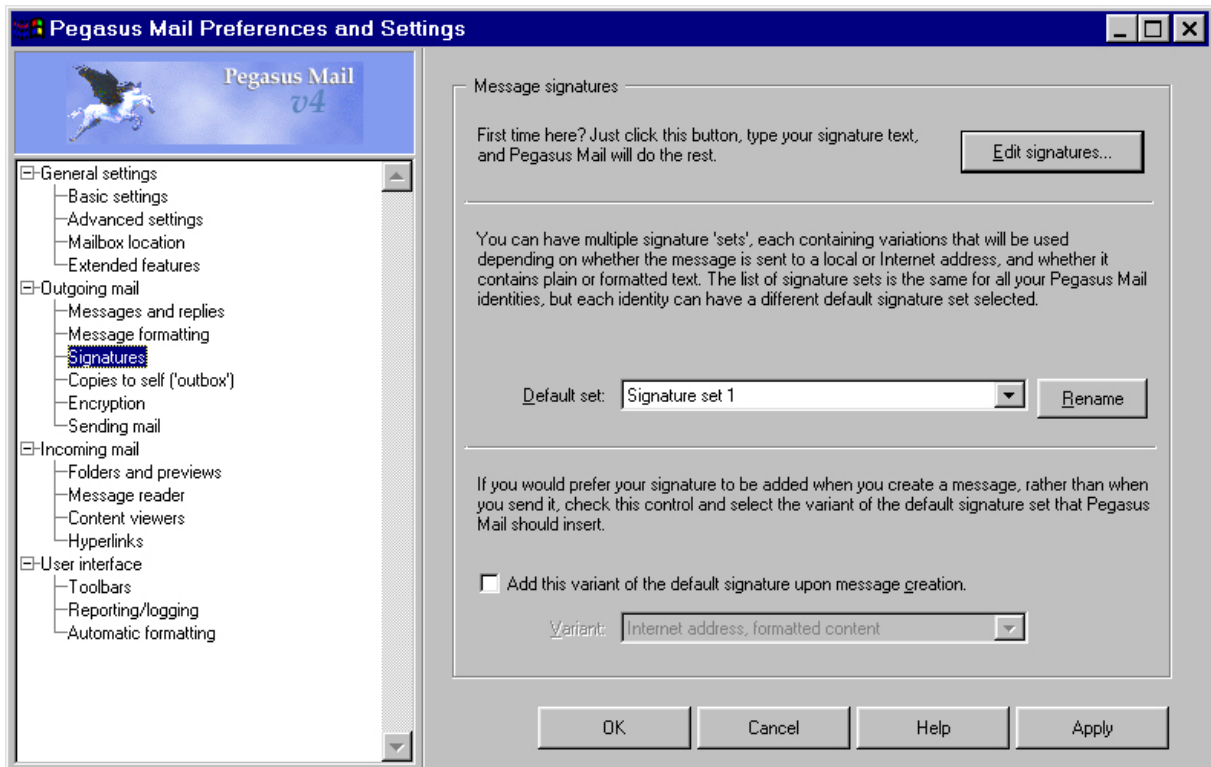 Pegasus Mail Preferences and Settings
Pegasus Mail
v4
General settings
Basic settings
Advanced settings
Mailbox location
Extended features
Outgoing mail
Messages and replies
Message formatting
Signatures
Copies to self ('outbox')
Encryption
Sending mail
Incoming mail
Folders and previews
Message reader
Content viewers
Hyperlinks
User interface
Toolbars
Reporting/logging
Automatic formatting
Message signatures
First time here? Just click this button, type your signature text,
and Pegasus Mail will do the rest.
Edit signatures...
You can have multiple signature 'sets', each containing variations that will be used
depending on whether the message is sent to a local or Internet address, and whether it
contains plain or formatted text. The list of signature sets is the same for all your Pegasus Mail
identities, but each identity can have a different default signature set selected.
Default set: Signature set 1 Rename
If you would prefer your signature to be added when you create a message, rather than when
you send it, check this control and select the variant of the default signature set that Pegasus
Mail should insert.
Add this variant of the default signature upon message creation.
Variant: Internet address, formatted content
OK Cancel Help Apply